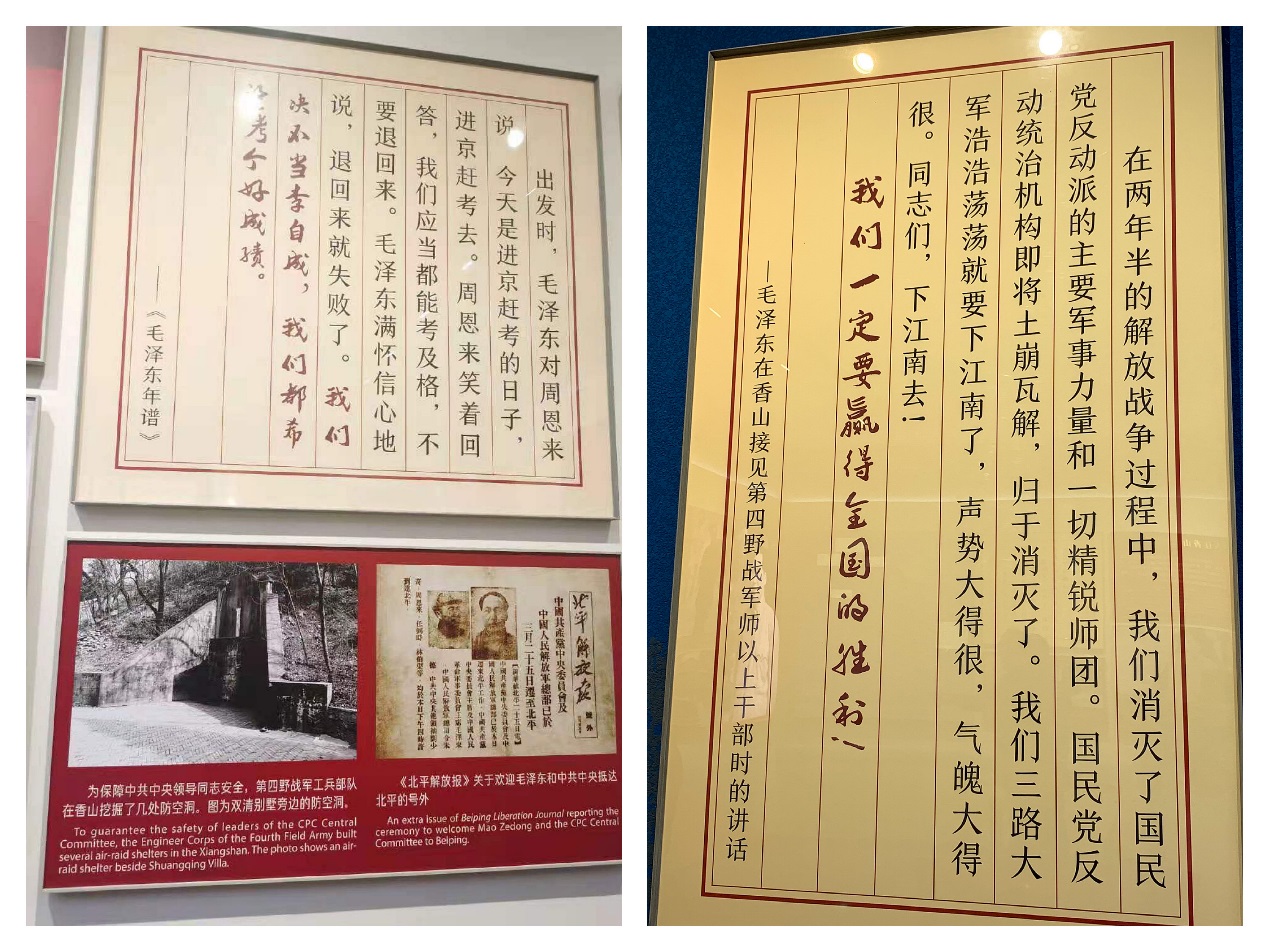 出发时，毛泽东对周恩来
说 今天是进京赶考的日子，
进京赶考去。周恩来笑着回
答，我们应当都能考及格，不
要退回来。毛泽东满怀信心地
说，退回来就失败了。我们
决不当李自成，我们都希
考个好成绩。
——《毛泽东年谱》
北平解放报
號外
中國共產黨中央委員會及
中國人民解放軍總部已於
三月二十五日遷至北平
为保障中共中央领导同志安全，第四野战军工兵部队
在香山挖掘了几处防空洞。图为双清别墅旁边的防空洞。
To guarantee the safety of leaders of the CPC Central
Committee, the Engineer Corps of the Fourth Field Army built
several air-raid shelters in the Xiangshan. The photo shows an air-
raid shelter beside Shuangqing Villa.
《北平解放报》关于欢迎毛泽东和中共中央抵达
北平的号外
An extra issue of Beiping Liberation Journal reporting the
ceremony to welcome Mao Zedong and the CPC Central
Committee to Beiping.
在两年半的解放战争过程中，我们消灭了国民
党反动派的主要军事力量和一切精锐师团。国民党反
动统治机构即将土崩瓦解，归于消灭了。我们三路大
军浩浩荡荡就要下江南了，声势大得很，气魄大得
很。同志们，下江南去！
我们一定要赢得全国的胜利！
—毛泽东在香山接见第四野战军师以上干部时的讲话